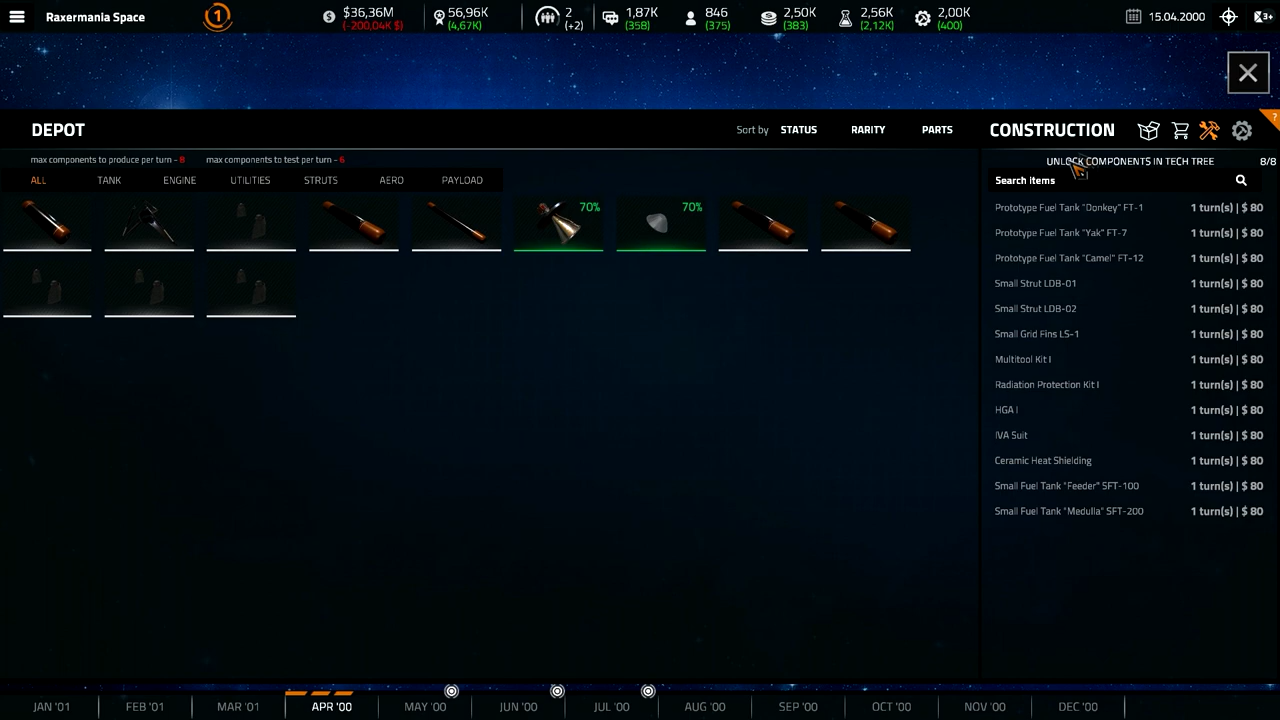 Raxermania Space
1
$36,36M
(-200,04K $)
56,96K
(4,67K)
2
(+2)
1,87K
(358)
846
(375)
2,50K
(383)
2,56K
(2,12K)
2,00K
(400)
15.04.2000
3+
?
DEPOT
Sort by STATUS RARITY PARTS
CONSTRUCTION
max components to produce per turn - 8 max components to test per turn - 6
UNLOCK COMPONENTS IN TECH TREE 8/8
ALL TANK ENGINE UTILITIES STRUTS AERO PAYLOAD
Search items
70%
70%
Prototype Fuel Tank "Donkey" FT-1 1 turn(s) | $ 80
Prototype Fuel Tank "Yak" FT-7 1 turn(s) | $ 80
Prototype Fuel Tank "Camel" FT-12 1 turn(s) | $ 80
Small Strut LDB-01 1 turn(s) | $ 80
Small Strut LDB-02 1 turn(s) | $ 80
Small Grid Fins LS-1 1 turn(s) | $ 80
Multitool Kit I 1 turn(s) | $ 80
Radiation Protection Kit I 1 turn(s) | $ 80
HGA I 1 turn(s) | $ 80
IVA Suit 1 turn(s) | $ 80
Ceramic Heat Shielding 1 turn(s) | $ 80
Small Fuel Tank "Feeder" SFT-100 1 turn(s) | $ 80
Small Fuel Tank "Medulla" SFT-200 1 turn(s) | $ 80
JAN '01 FEB '01 MAR '01 APR '00 MAY '00 JUN '00 JUL '00 AUG '00 SEP '00 OCT '00 NOV '00 DEC '00